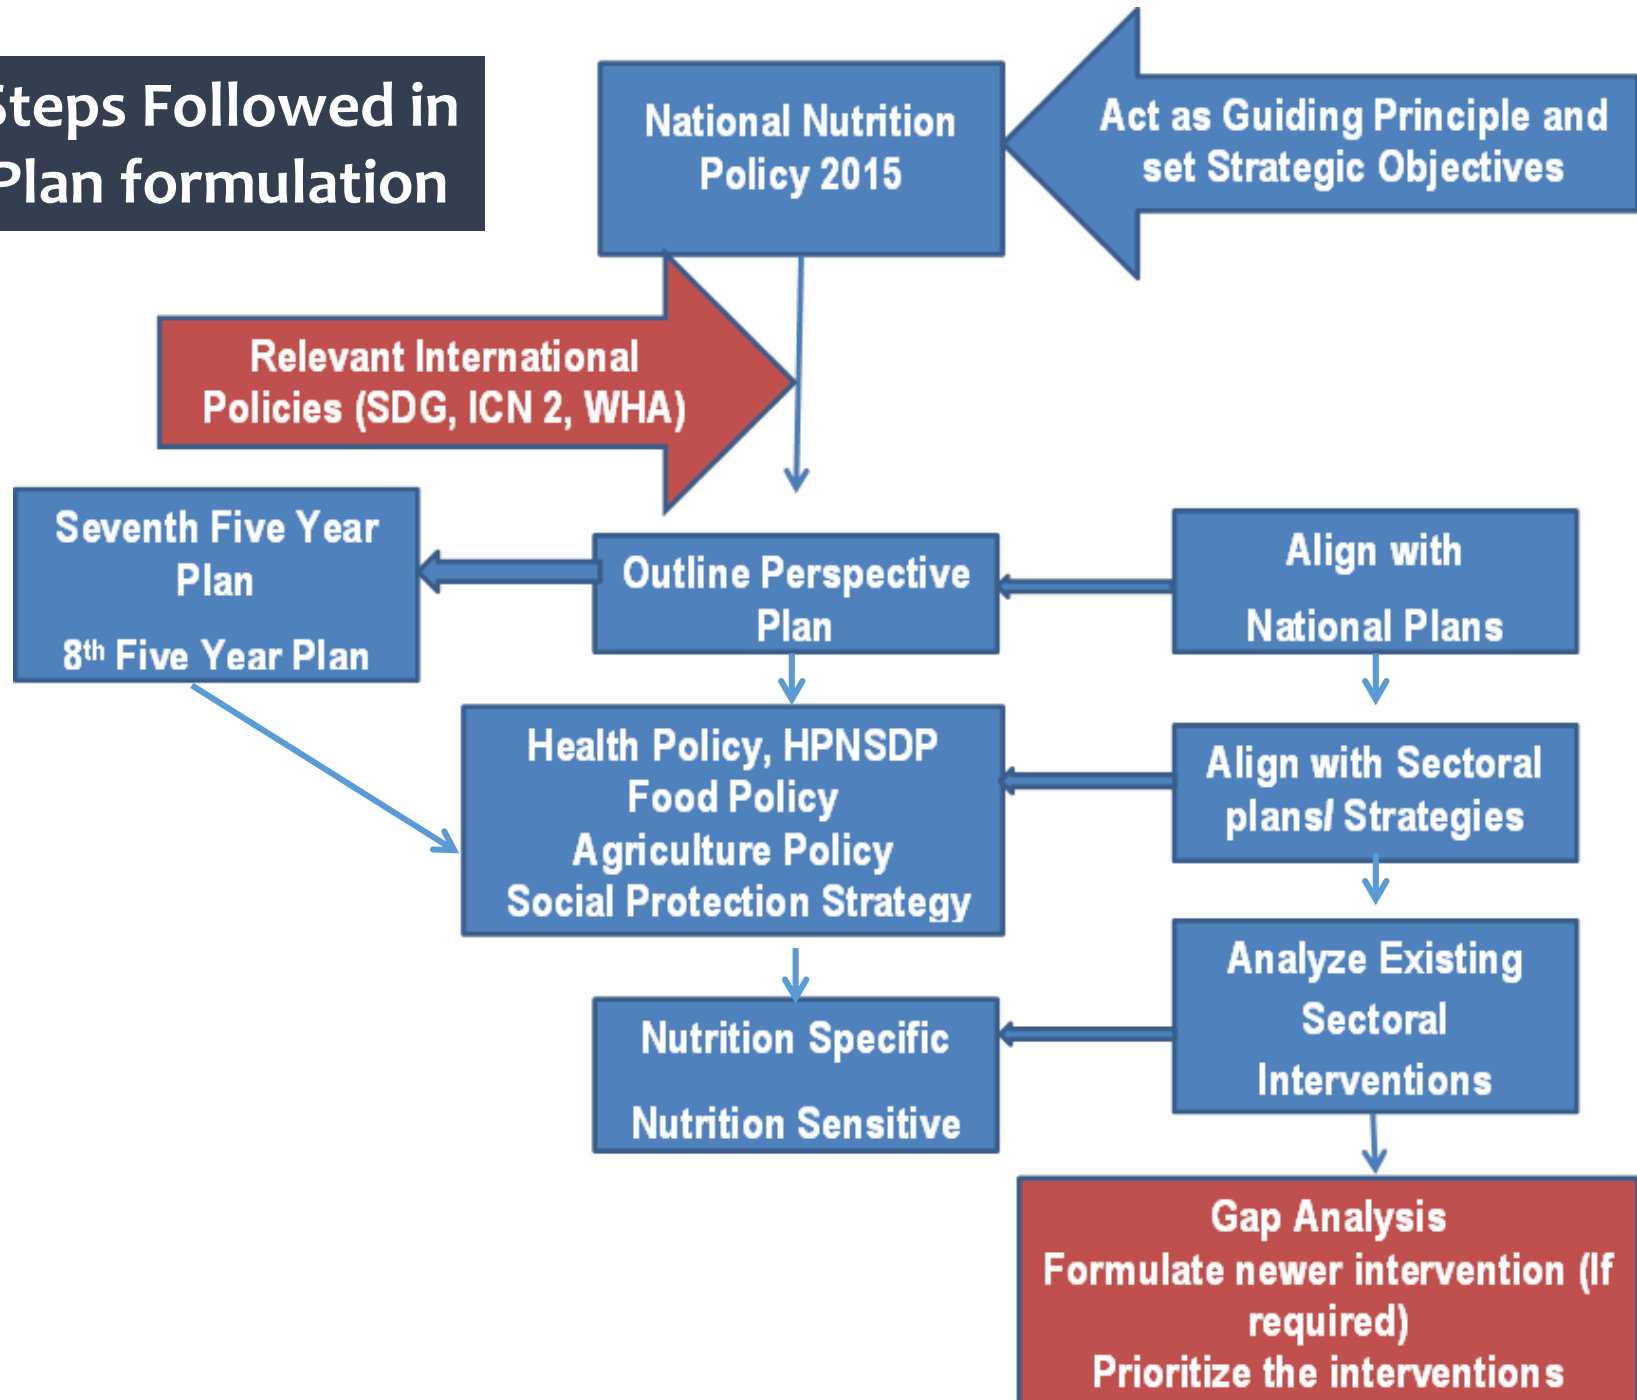 Steps Followed in
Plan formulation
National Nutrition
Policy 2015
Act as Guiding Principle and
set Strategic Objectives
Relevant International
Policies (SDG, ICN 2, WHA)
Seventh Five Year
Plan
8th Five Year Plan
Outline Perspective
Plan
Align with
National Plans
Health Policy, HPNSDP
Food Policy
Agriculture Policy
Social Protection Strategy
Align with Sectoral
plans/ Strategies
Nutrition Specific
Nutrition Sensitive
Analyze Existing
Sectoral
Interventions
Gap Analysis
Formulate newer intervention (If
required)
Prioritize the interventions